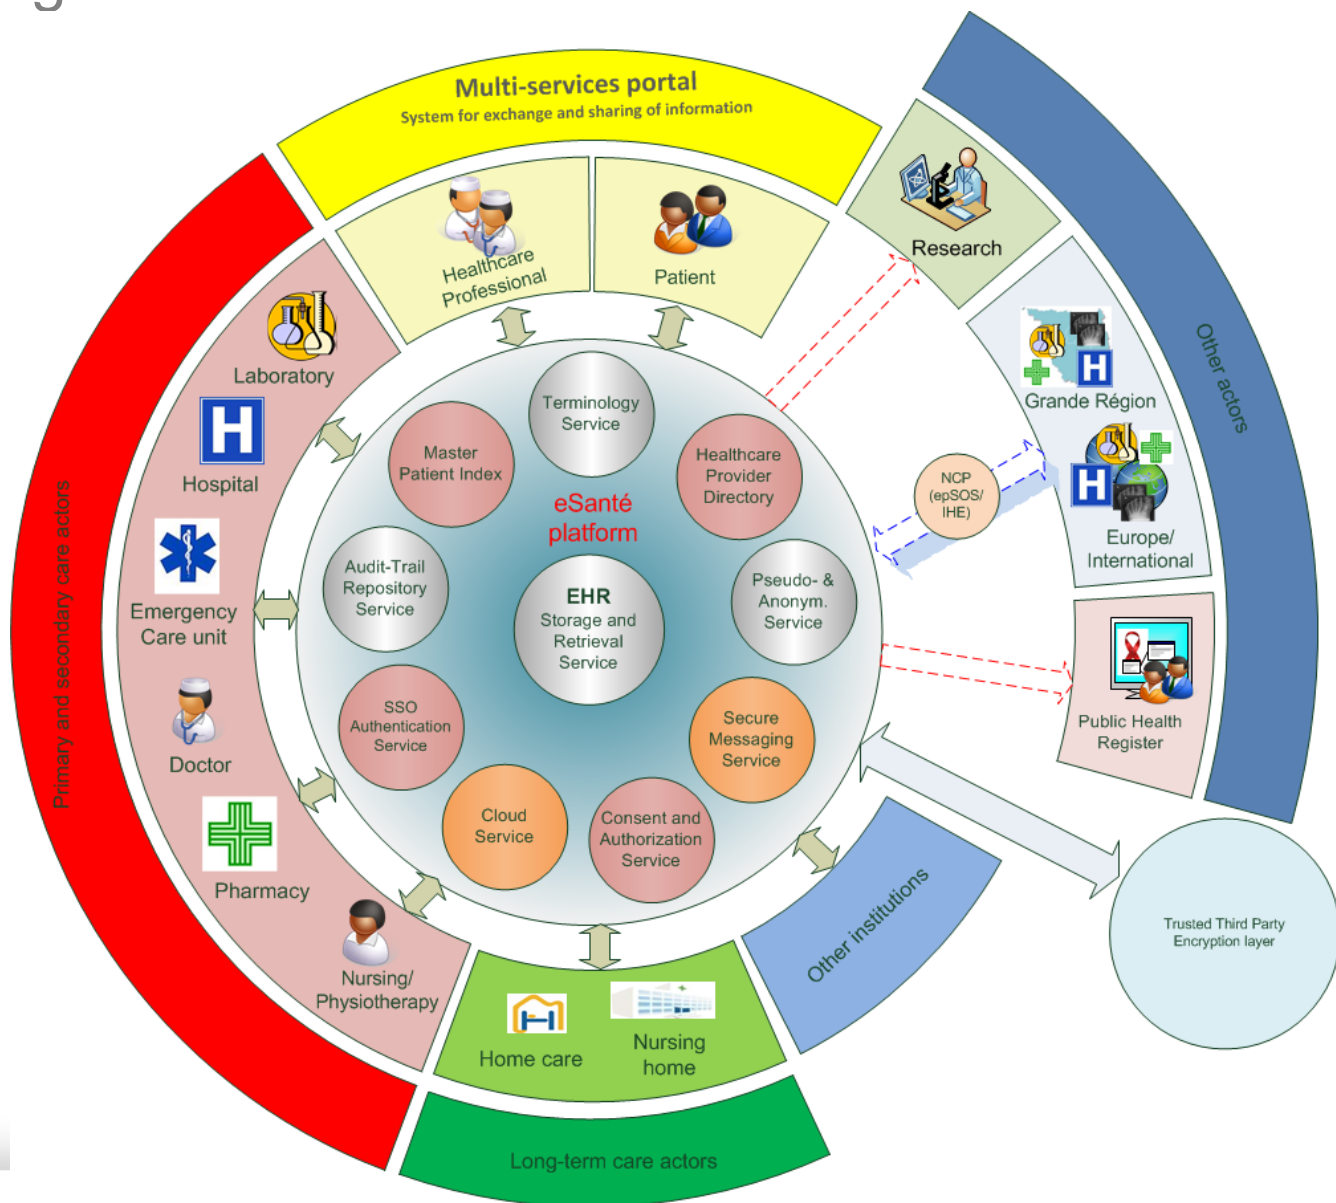 g
Multi-services portal
System for exchange and sharing of information
Healthcare
Professional
Patient
Research
Laboratory
Hospital
Emergency
Care unit
Doctor
Pharmacy
Nursing/
Physiotherapy
Primary and secondary care actors
Terminology
Service
Master
Patient Index
Healthcare
Provider
Directory
eSanté
platform
Audit-Trail
Repository
Service
EHR
Storage and
Retrieval
Service
Pseudo- &
Anonym.
Service
SSO
Authentication
Service
Secure
Messaging
Service
Cloud
Service
Consent and
Authorization
Service
NCP
(epSOS/
IHE)
H
H
Grande Région
H
Europe/
International
Public Health
Register
Other actors
Other institutions
Trusted Third Party
Encryption layer
H
Home care
Nursing
home
Long-term care actors